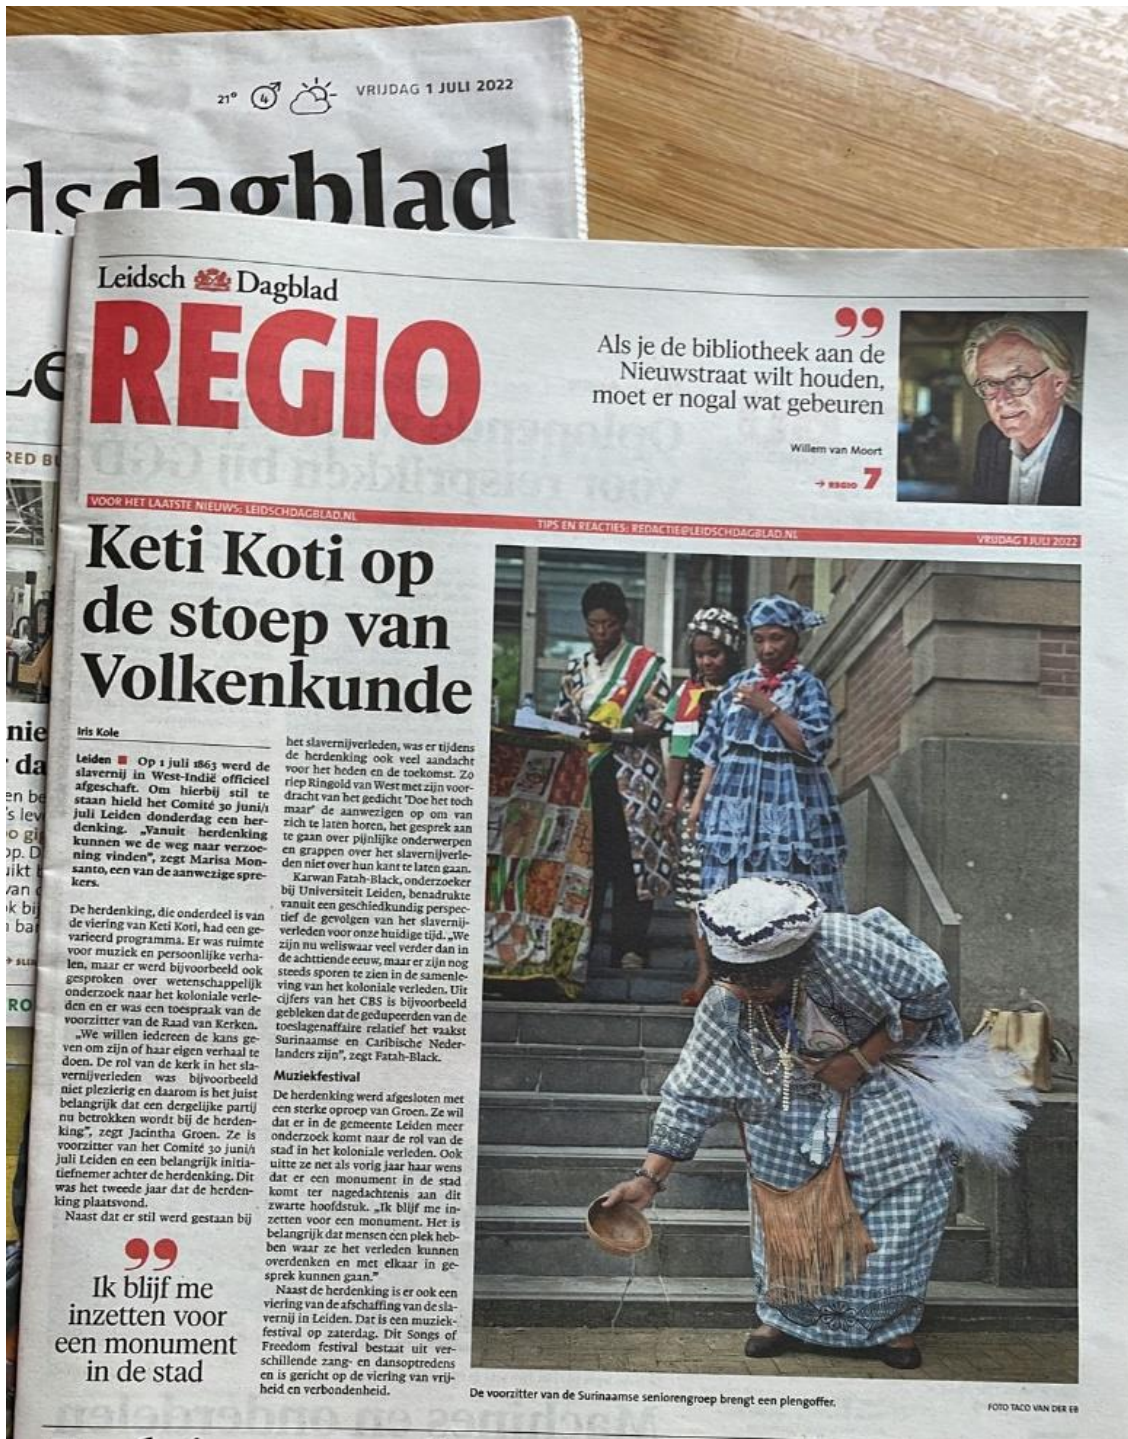 21° 4 VRIJDAG 1 JULI 2022
dsdagblad
Le
RED BU
nie
da
en be
's lev
oo gi
op. D
uikt b
van
k bij
RO
Leidsch Dagblad
REGIO
Als je de bibliotheek aan de
Nieuwstraat wilt houden,
moet er nogal wat gebeuren
Willem van Moort
→ REGIO 7
VOOR HET LAATSTE NIEUWS: LEIDSCHDAGBLAD.NL TIPS EN REACTIES: REDACTIE@LEIDSCHDAGBLAD.NL VRIJDAG 1 JULI 2022
Keti Koti op
de stoep van
Volkenkunde
Iris Kole
Leiden ■ Op 1 juli 1863 werd de
slavernij in West-Indië officieel
afgeschaft. Om hierbij stil te
staan hield het Comité 30 juni/1
juli Leiden donderdag een her-
denking. „Vanuit herdenking
kunnen we de weg naar verzoe-
ning vinden”, zegt Marisa Mon-
santo, een van de aanwezige spre-
kers.
De herdenking, die onderdeel is van
de viering van Keti Koti, had een ge-
varieerd programma. Er was ruimte
voor muziek en persoonlijke verha-
len, maar er werd bijvoorbeeld ook
gesproken over wetenschappelijk
onderzoek naar het koloniale verle-
den en er was een toespraak van de
voorzitter van de Raad van Kerken.
„We willen iedereen de kans ge-
ven om zijn of haar eigen verhaal te
doen. De rol van de kerk in het sla-
vernijverleden was bijvoorbeeld
niet plezierig en daarom is het juist
belangrijk dat een dergelijke partij
nu betrokken wordt bij de herden-
king”, zegt Jacintha Groen. Ze is
voorzitter van het Comité 30 juni/1
juli Leiden en een belangrijk initia-
tiefnemer achter de herdenking. Dit
was het tweede jaar dat de herden-
king plaatsvond.
Naast dat er stil werd gestaan bij
Ik blijf me
inzetten voor
een monument
in de stad
het slavernijverleden, was er tijdens
de herdenking ook veel aandacht
voor het heden en de toekomst. Zo
riep Ringold van West met zijn voor-
dracht van het gedicht 'Doe het toch
maar' de aanwezigen op om van
zich te laten horen, het gesprek aan
te gaan over pijnlijke onderwerpen
en grappen over het slavernijverle-
den niet over hun kant te laten gaan.
Karwan Fatah-Black, onderzoeker
bij Universiteit Leiden, benadrukte
vanuit een geschiedkundig perspec-
tief de gevolgen van het slavernij-
verleden voor onze huidige tijd. „We
zijn nu weliswaar veel verder dan in
de achttiende eeuw, maar er zijn nog
steeds sporen te zien in de samenle-
ving van het koloniale verleden. Uit
cijfers van het CBS is bijvoorbeeld
gebleken dat de gedupeerden van de
toeslagenaffaire relatief het vaakst
Surinaamse en Caribische Neder-
landers zijn”, zegt Fatah-Black.
Muziekfestival
De herdenking werd afgesloten met
een sterke oproep van Groen. Ze wil
dat er in de gemeente Leiden meer
onderzoek komt naar de rol van de
stad in het koloniale verleden. Ook
uitte ze net als vorig jaar haar wens
dat er een monument in de stad
komt ter nagedachtenis aan dit
zwarte hoofdstuk. „Ik blijf me in-
zetten voor een monument. Het is
belangrijk dat mensen een plek heb-
ben waar ze het verleden kunnen
overdenken en met elkaar in ge-
sprek kunnen gaan.”
Naast de herdenking is er ook een
viering van de afschaffing van de sla-
vernij in Leiden. Dat is een muziek-
festival op zaterdag. Dit Songs of
Freedom festival bestaat uit ver-
schillende zang- en dansoptredens
en is gericht op de viering van vrij-
heid en verbondenheid.
De voorzitter van de Surinaamse seniorengroep brengt een plengoffer.
FOTO TACO VAN DER EB